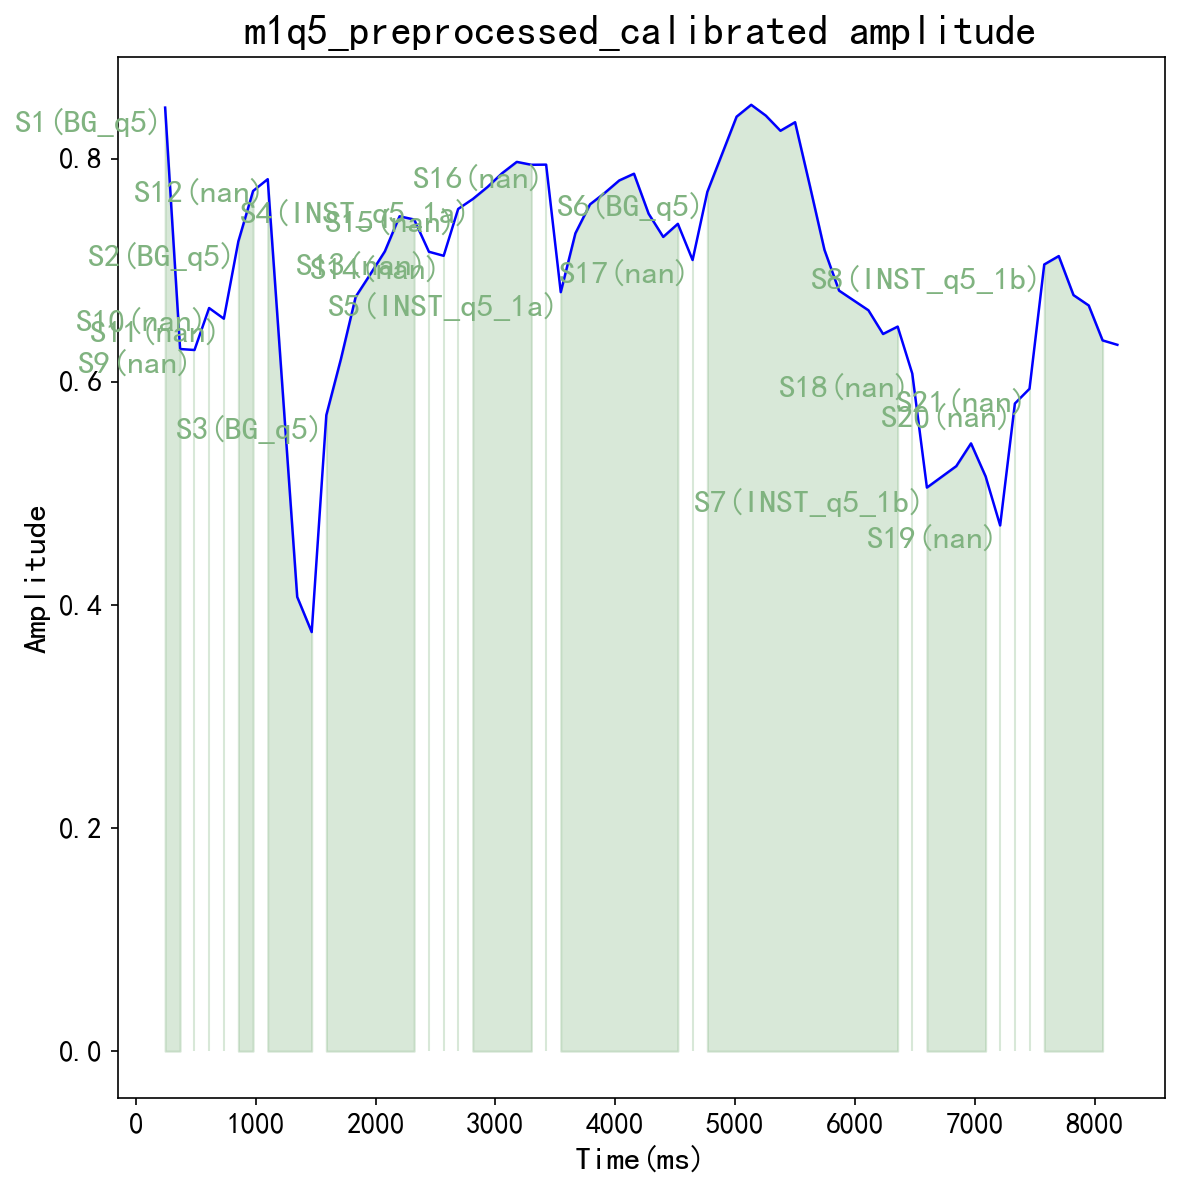 m1q5_preprocessed_calibrated amplitude
S1(BG_q5)
0.8
S16(nan)
S12(nan)
S6(BG_q5)
S4(INST_q5_1a)
S15(nan)
S2(BG_q5)
S13(nan)
S14(nan)
S17(nan)
S8(INST_q5_1b)
S5(INST_q5_1a)
S10(nan)
S11(nan)
S9(nan)
0.6
S18(nan)
S21(nan)
S20(nan)
S3(BG_q5)
S7(INST_q5_1b)
S19(nan)
Amplitude
0.4
0.2
0.0
0 1000 2000 3000 4000 5000 6000 7000 8000
Time(ms)